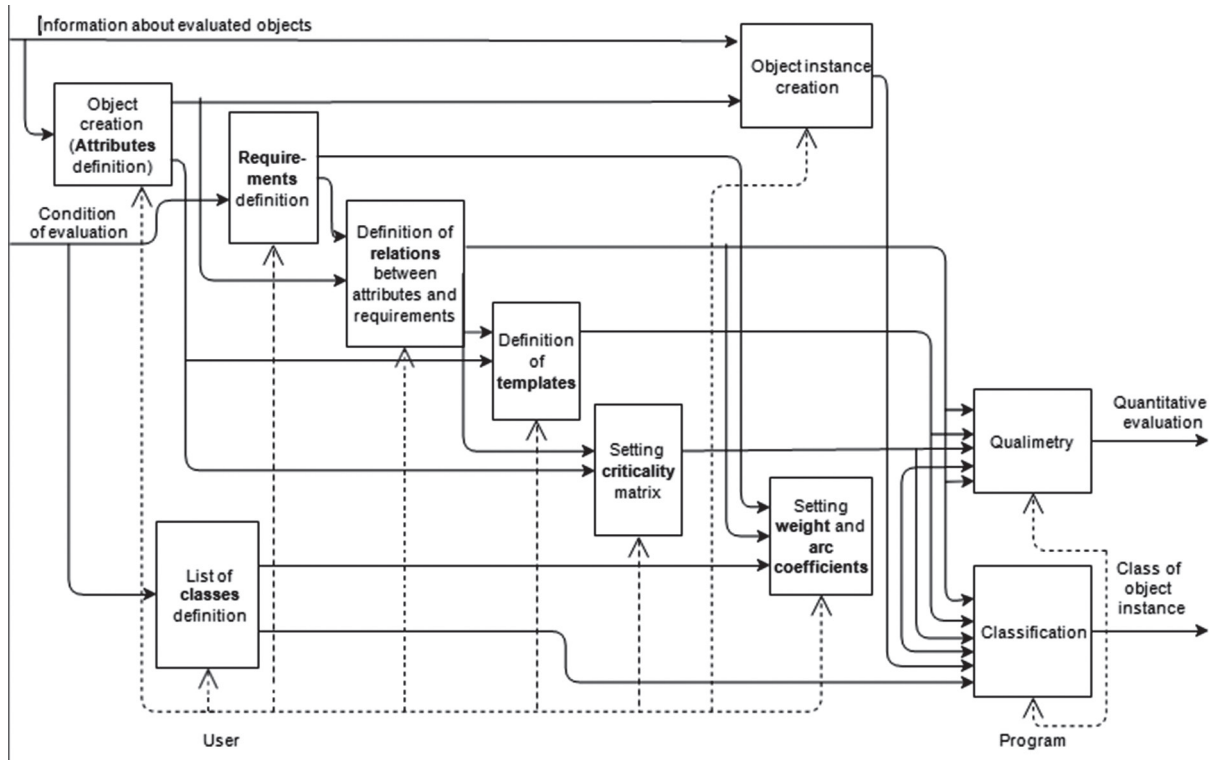 Information about evaluated objects
Object instance
creation
Object
creation
(Attributes
definition)
Require-
ments
definition
Condition
of evaluation
Definition of
relations
between
attributes and
requirements
Definition
of
templates
Setting
criticality
matrix
Setting
weight and
arc
coefficients
List of
classes
definition
Qualimetry
Quantitative
evaluation
Classification
Class of
object
instance
User
Program